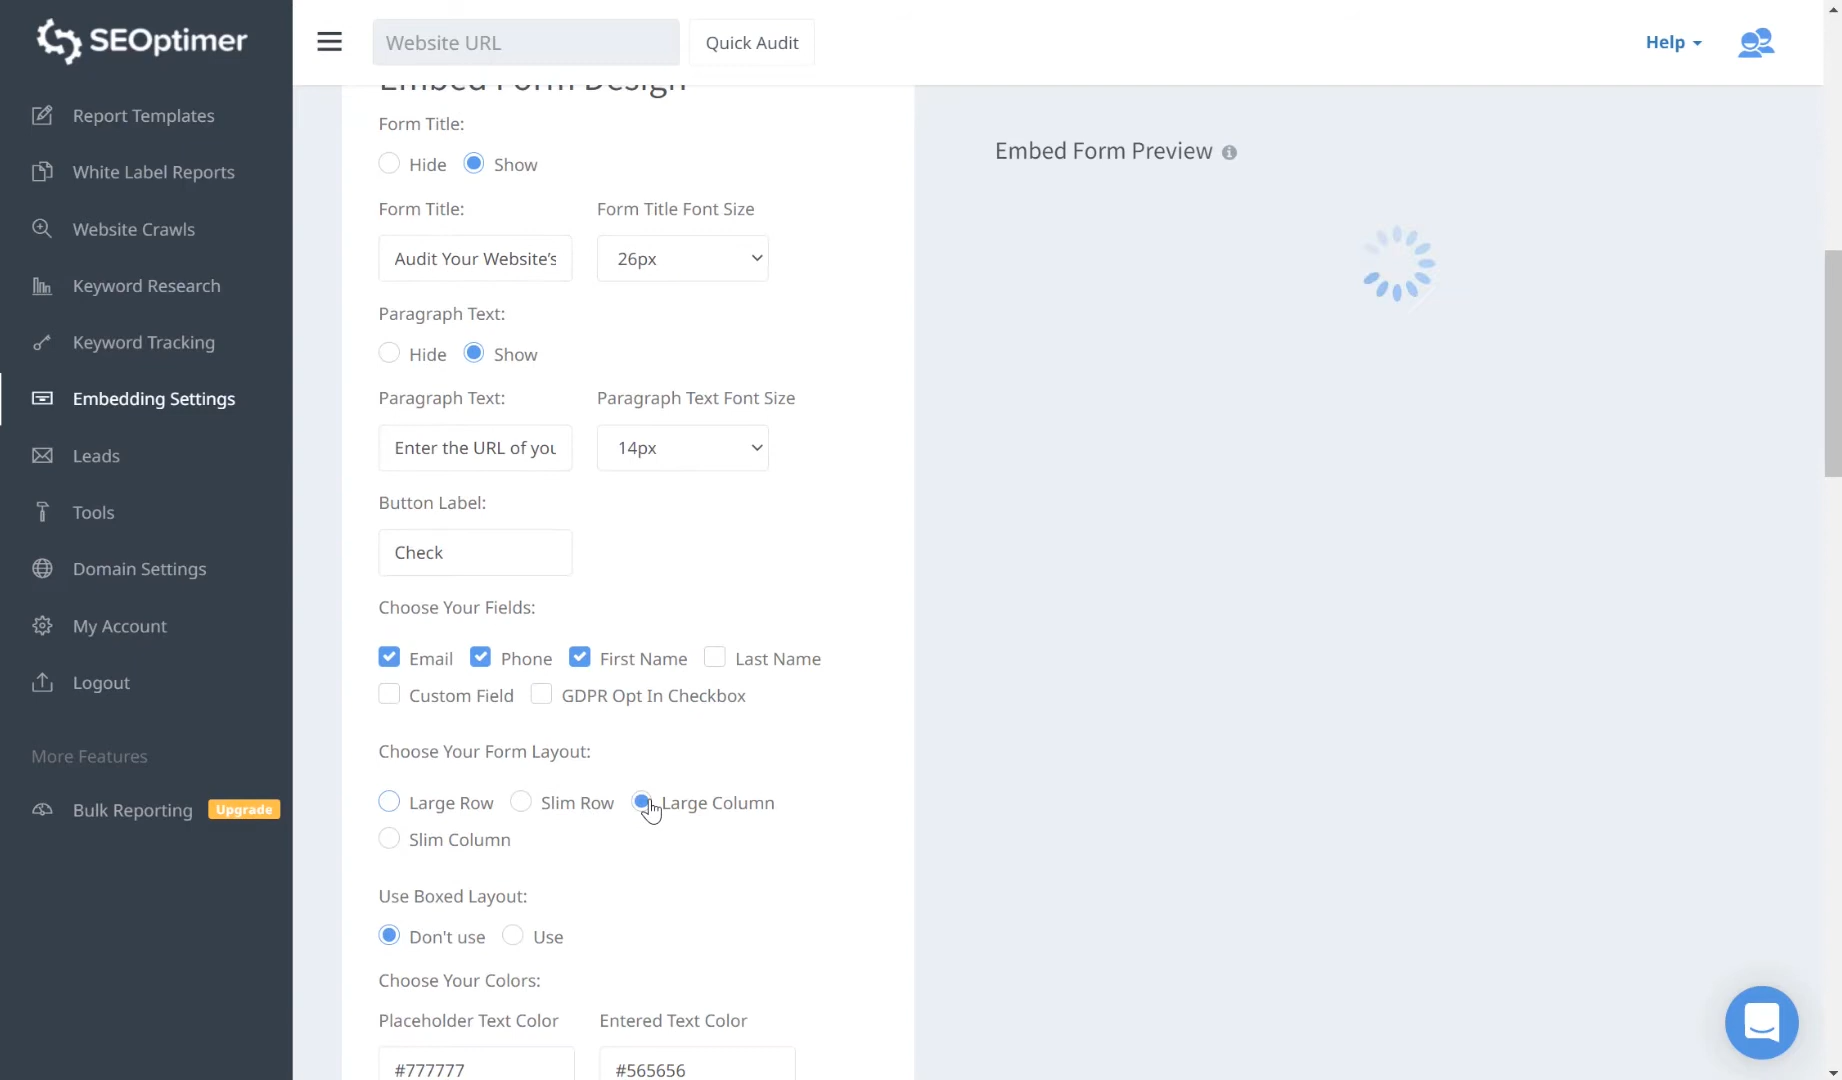 SEOptimer
Website URL
Quick Audit
Help
Report Templates
White Label Reports
Website Crawls
Keyword Research
Keyword Tracking
Embedding Settings
Leads
Tools
Domain Settings
My Account
Logout
More Features
Bulk Reporting Upgrade
Embed Form Design
Form Title:
Hide Show
Form Title: Form Title Font Size
Audit Your Website's 26px
Paragraph Text:
Hide Show
Paragraph Text: Paragraph Text Font Size
Enter the URL of you 14px
Button Label:
Check
Choose Your Fields:
Email Phone First Name Last Name
Custom Field GDPR Opt In Checkbox
Choose Your Form Layout:
Large Row Slim Row Large Column
Slim Column
Use Boxed Layout:
Don't use Use
Choose Your Colors:
Placeholder Text Color Entered Text Color
#777777 #565656
Embed Form Preview